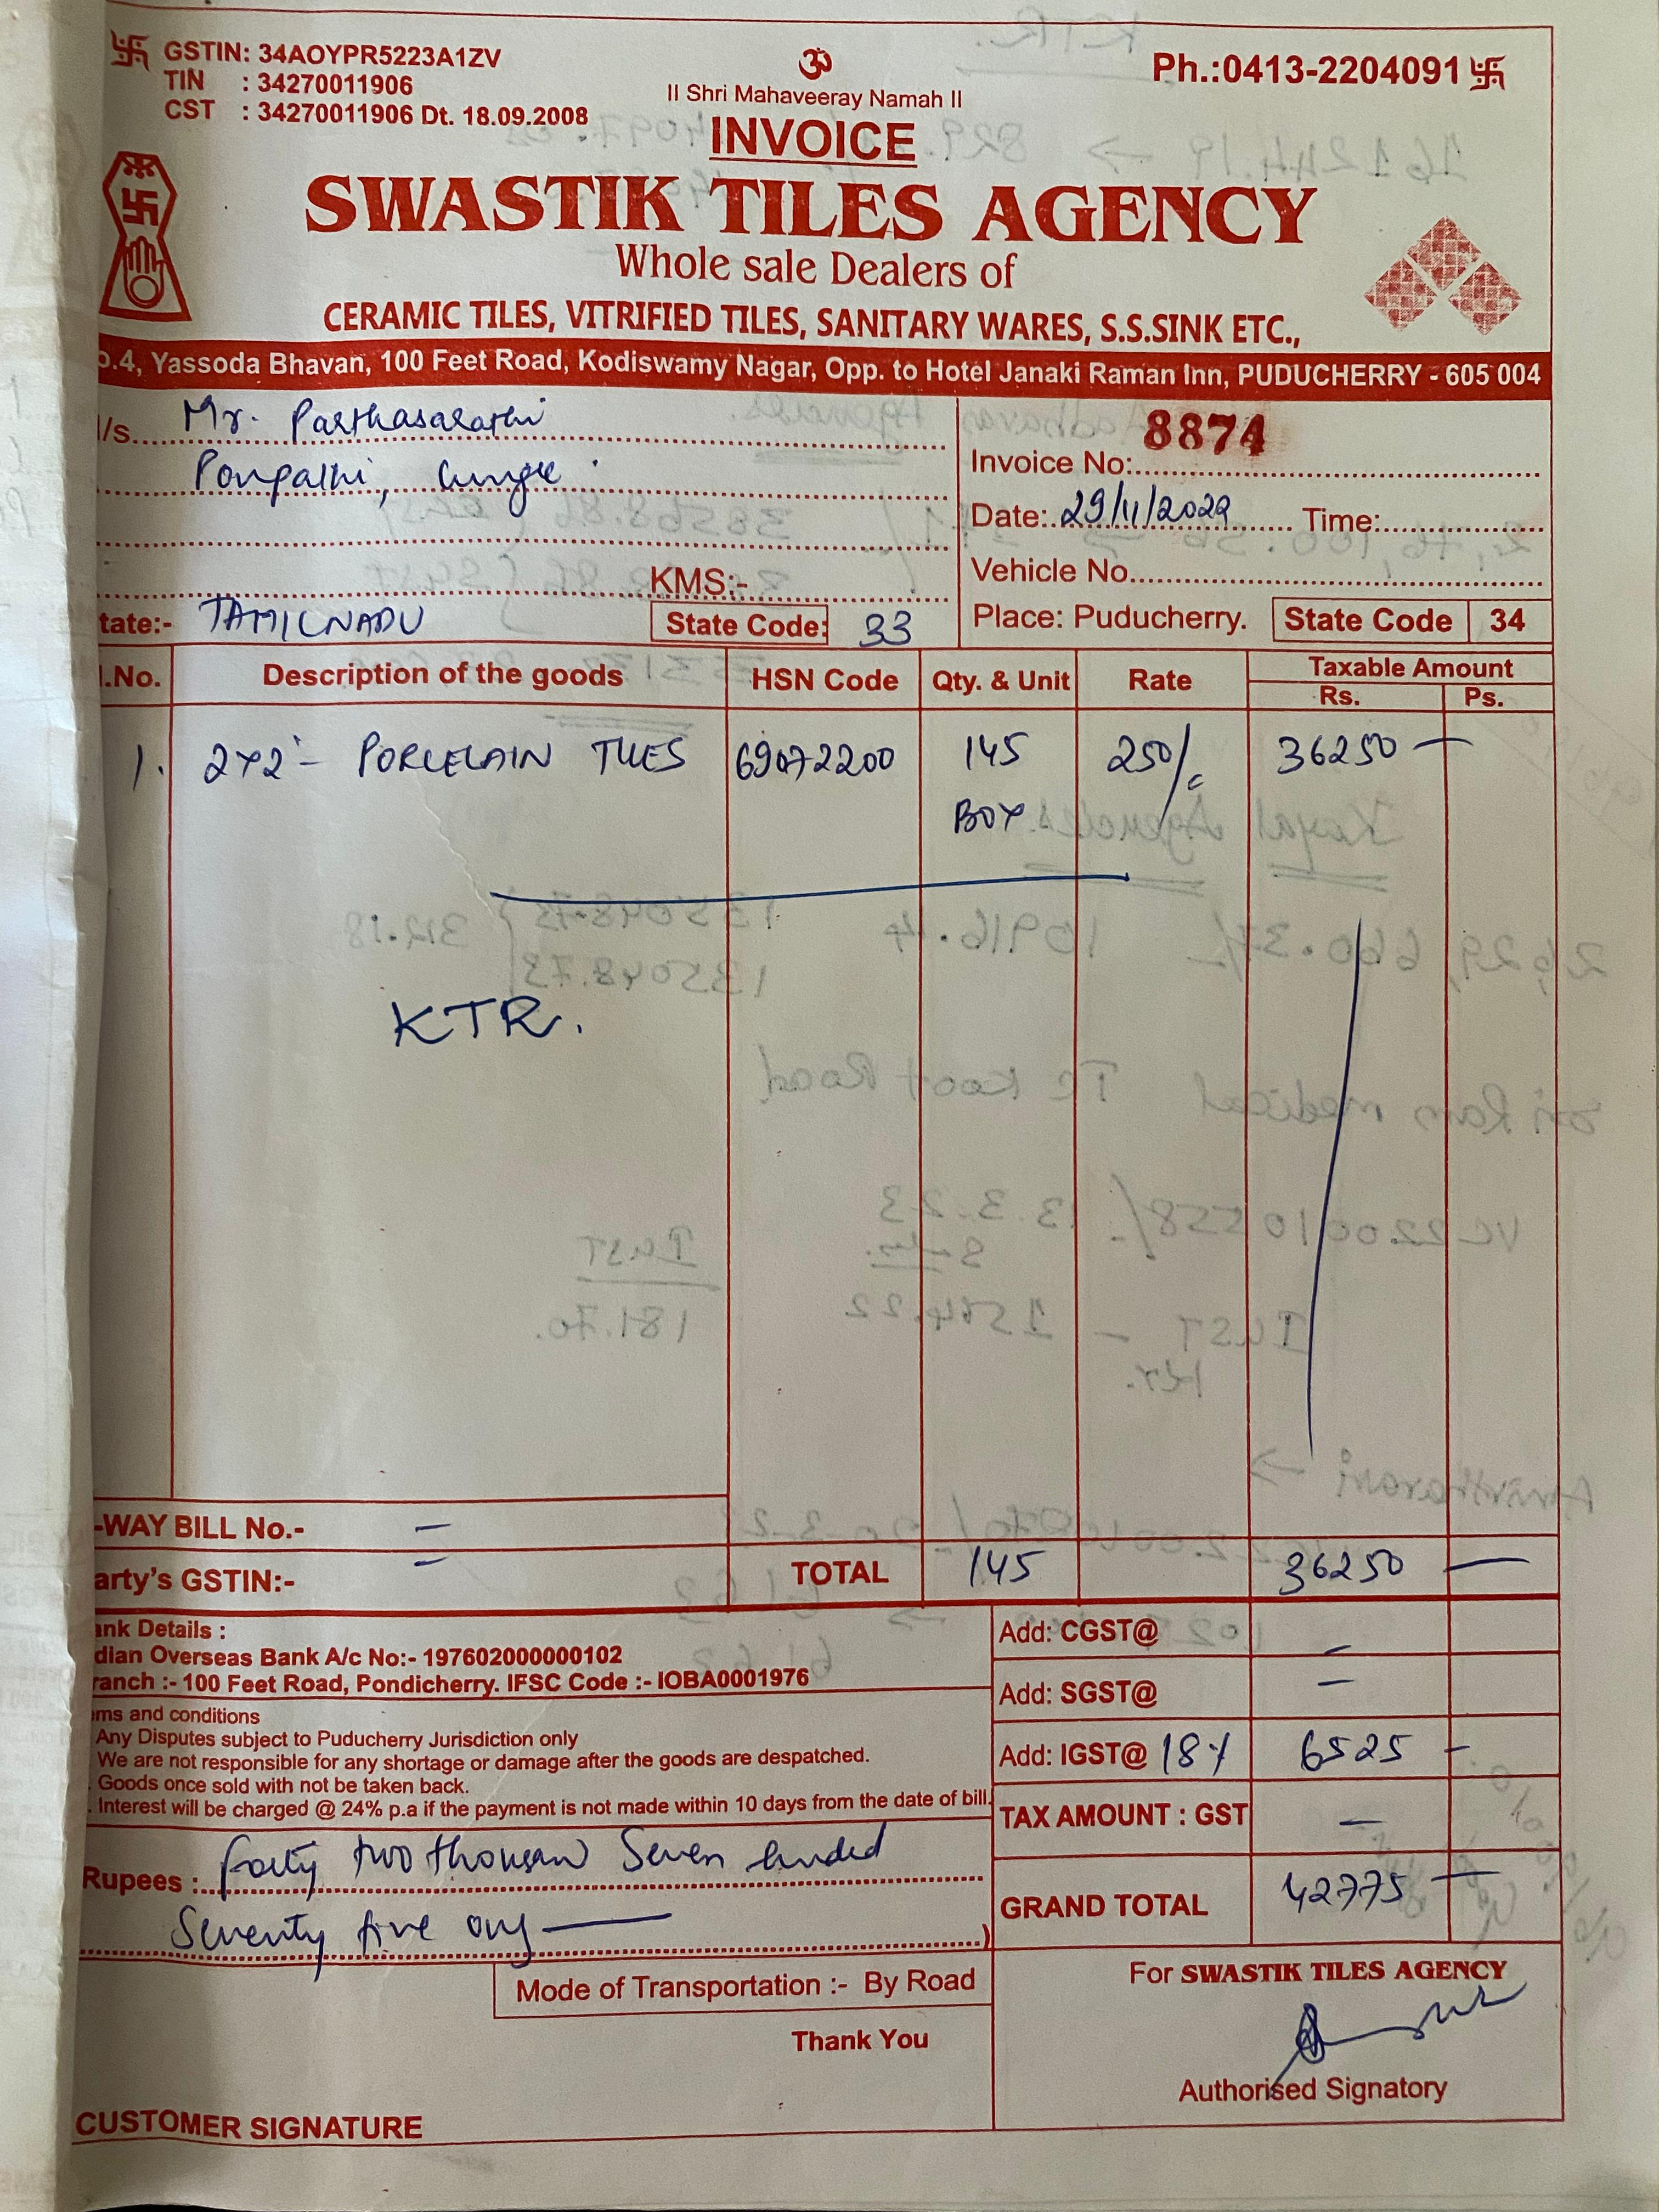 GSTIN: 34AOYPR5223A1ZV
TIN : 34270011906
CST : 34270011906 Dt. 18.09.2008
ॐ
II Shri Mahaveeray Namah II
Ph.:0413-2204091
INVOICE
SWASTIK TILES AGENCY
Whole sale Dealers of
CERAMIC TILES, VITRIFIED TILES, SANITARY WARES, S.S.SINK ETC.,
o.4, Yassoda Bhavan, 100 Feet Road, Kodiswamy Nagar, Opp. to Hotel Janaki Raman Inn, PUDUCHERRY - 605 004
/s. Mr. Parthasarathi
Invoice No: 8874
Date: 29/11/2022 Time:
Vehicle No.
KMS:-
tate:- TAMILNADU State Code: 33
Place: Puducherry. State Code 34
.No. Description of the goods HSN Code Qty. & Unit Rate Taxable Amount
Rs. Ps.
1. 2x2'- PORCELAIN TILES 69072200 145 250/- 36250 —
BOX
KTR.
-WAY BILL No.- =
arty's GSTIN:- TOTAL 145 36250 —
ank Details :
dian Overseas Bank A/c No:- 197602000000102
ranch :- 100 Feet Road, Pondicherry. IFSC Code :- IOBA0001976
ms and conditions
Any Disputes subject to Puducherry Jurisdiction only
We are not responsible for any shortage or damage after the goods are despatched.
Goods once sold with not be taken back.
Interest will be charged @ 24% p.a if the payment is not made within 10 days from the date of bill.
Add: CGST@ —
Add: SGST@ —
Add: IGST@ 18% 6525 —
TAX AMOUNT : GST —
GRAND TOTAL 42775 —
Rupees : forty two thousan Seven hunded
Seventy five only —
Mode of Transportation :- By Road
Thank You
CUSTOMER SIGNATURE
For SWASTIK TILES AGENCY
Authorised Signatory